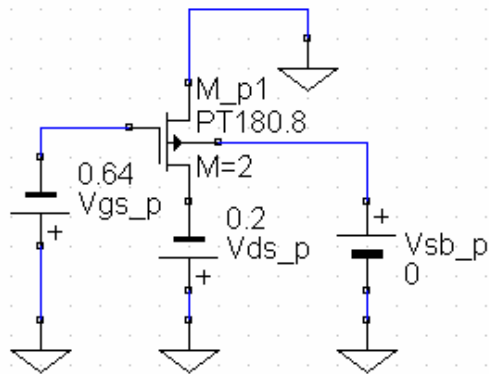 M_p1
PT180.8
M=2
0.64
Vgs_p
+
0.2
Vds_p
+
+
Vsb_p
0